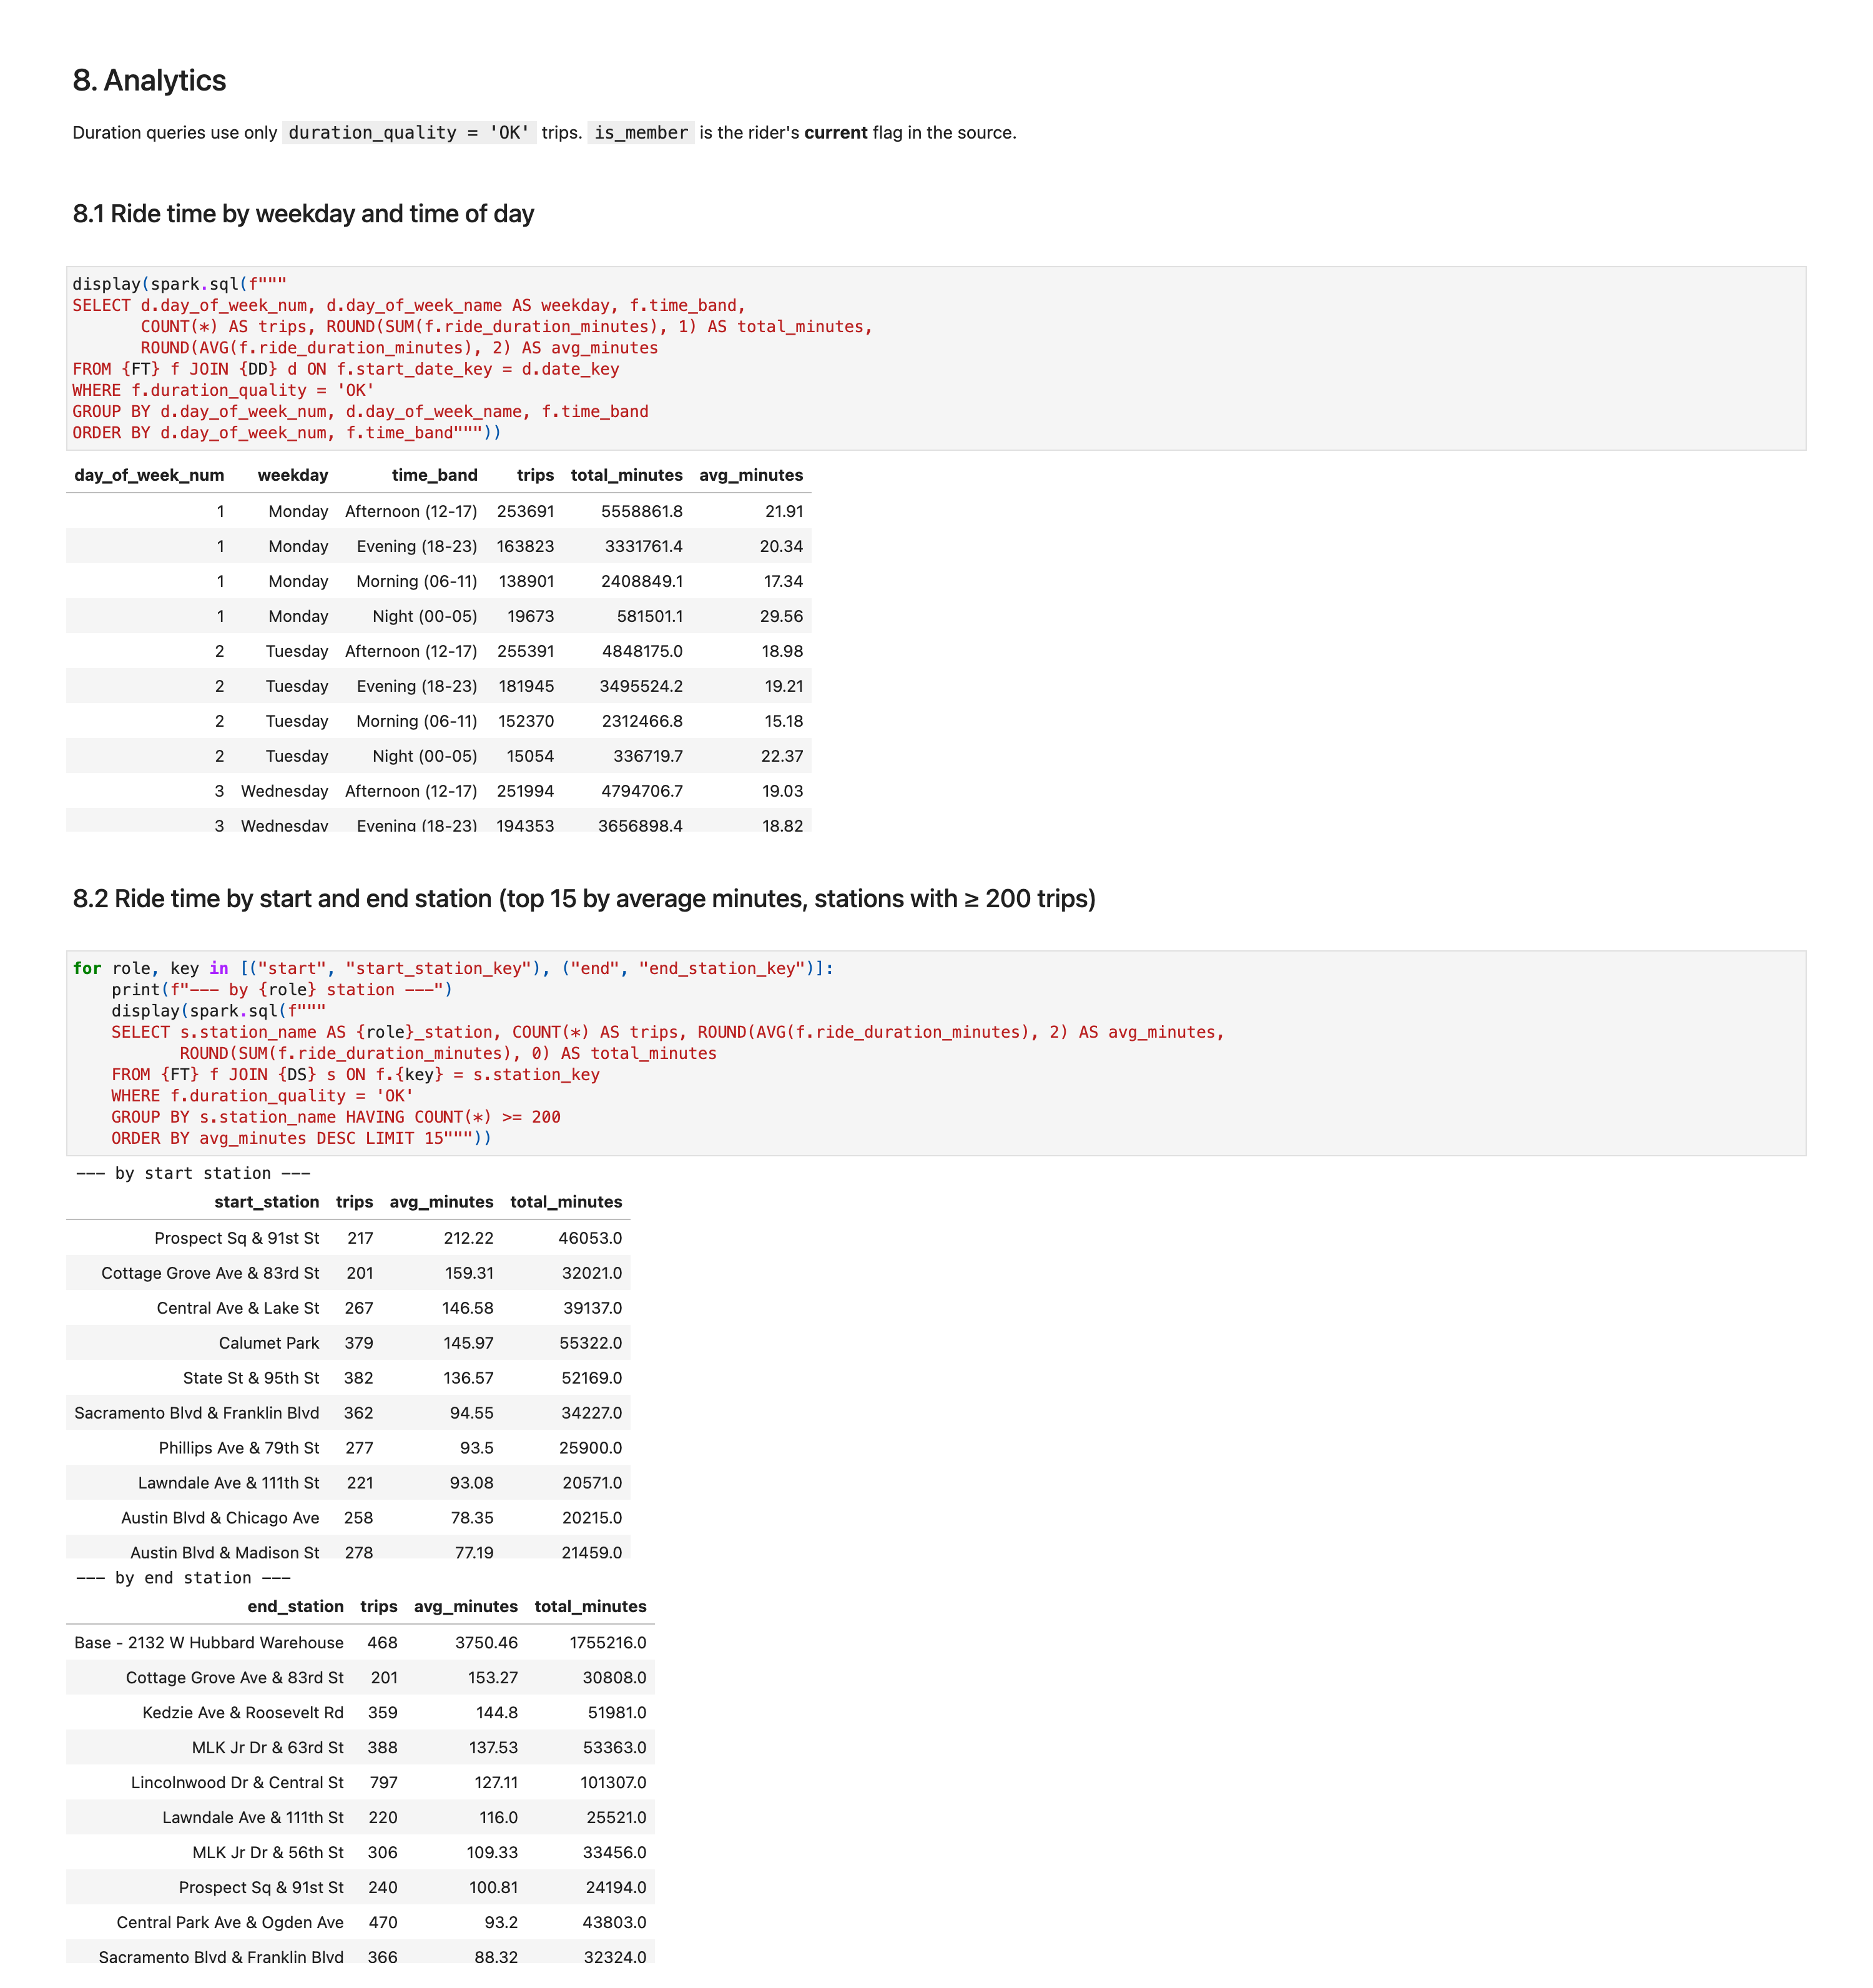 8. Analytics
Duration queries use only duration_quality = 'OK' trips. is_member is the rider's current flag in the source.
8.1 Ride time by weekday and time of day
display(spark.sql(f"""
SELECT d.day_of_week_num, d.day_of_week_name AS weekday, f.time_band,
       COUNT(*) AS trips, ROUND(SUM(f.ride_duration_minutes), 1) AS total_minutes,
       ROUND(AVG(f.ride_duration_minutes), 2) AS avg_minutes
FROM {FT} f JOIN {DD} d ON f.start_date_key = d.date_key
WHERE f.duration_quality = 'OK'
GROUP BY d.day_of_week_num, d.day_of_week_name, f.time_band
ORDER BY d.day_of_week_num, f.time_band"""))
day_of_week_num weekday time_band trips total_minutes avg_minutes
1 Monday Afternoon (12-17) 253691 5558861.8 21.91
1 Monday Evening (18-23) 163823 3331761.4 20.34
1 Monday Morning (06-11) 138901 2408849.1 17.34
1 Monday Night (00-05) 19673 581501.1 29.56
2 Tuesday Afternoon (12-17) 255391 4848175.0 18.98
2 Tuesday Evening (18-23) 181945 3495524.2 19.21
2 Tuesday Morning (06-11) 152370 2312466.8 15.18
2 Tuesday Night (00-05) 15054 336719.7 22.37
3 Wednesday Afternoon (12-17) 251994 4794706.7 19.03
3 Wednesday Evening (18-23) 194353 3656898.4 18.82
8.2 Ride time by start and end station (top 15 by average minutes, stations with ≥ 200 trips)
for role, key in [("start", "start_station_key"), ("end", "end_station_key")]:
    print(f"--- by {role} station ---")
    display(spark.sql(f"""
    SELECT s.station_name AS {role}_station, COUNT(*) AS trips, ROUND(AVG(f.ride_duration_minutes), 2) AS avg_minutes,
           ROUND(SUM(f.ride_duration_minutes), 0) AS total_minutes
    FROM {FT} f JOIN {DS} s ON f.{key} = s.station_key
    WHERE f.duration_quality = 'OK'
    GROUP BY s.station_name HAVING COUNT(*) >= 200
    ORDER BY avg_minutes DESC LIMIT 15"""))
--- by start station ---
start_station trips avg_minutes total_minutes
Prospect Sq & 91st St 217 212.22 46053.0
Cottage Grove Ave & 83rd St 201 159.31 32021.0
Central Ave & Lake St 267 146.58 39137.0
Calumet Park 379 145.97 55322.0
State St & 95th St 382 136.57 52169.0
Sacramento Blvd & Franklin Blvd 362 94.55 34227.0
Phillips Ave & 79th St 277 93.5 25900.0
Lawndale Ave & 111th St 221 93.08 20571.0
Austin Blvd & Chicago Ave 258 78.35 20215.0
Austin Blvd & Madison St 278 77.19 21459.0
--- by end station ---
end_station trips avg_minutes total_minutes
Base - 2132 W Hubbard Warehouse 468 3750.46 1755216.0
Cottage Grove Ave & 83rd St 201 153.27 30808.0
Kedzie Ave & Roosevelt Rd 359 144.8 51981.0
MLK Jr Dr & 63rd St 388 137.53 53363.0
Lincolnwood Dr & Central St 797 127.11 101307.0
Lawndale Ave & 111th St 220 116.0 25521.0
MLK Jr Dr & 56th St 306 109.33 33456.0
Prospect Sq & 91st St 240 100.81 24194.0
Central Park Ave & Ogden Ave 470 93.2 43803.0
Sacramento Blvd & Franklin Blvd 366 88.32 32324.0